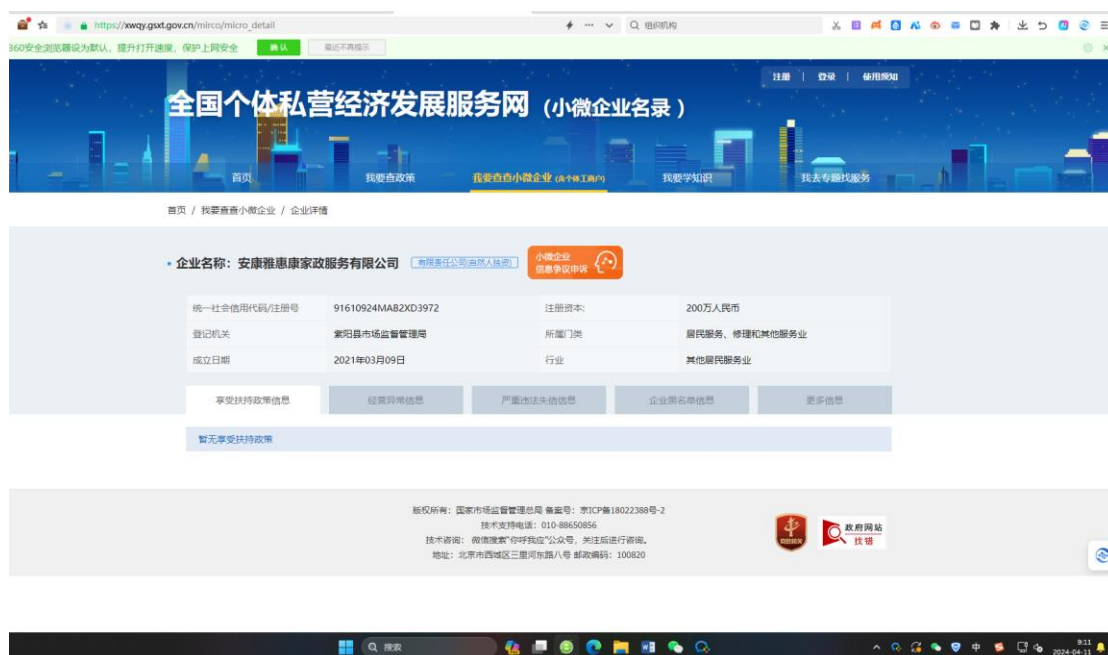 https://xwqy.gsxt.gov.cn/mirco/micro_detail
组织机构
360安全浏览器设为默认，提升打开速度，保护上网安全
确认
最近不再提示
注册 | 登录 | 使用须知
全国个体私营经济发展服务网（小微企业名录）
首页
我要查政策
我要查查小微企业 (含个体工商户)
我要学知识
我去专题找服务
首页 / 我要查查小微企业 / 企业详情
企业名称：安康雅惠康家政服务有限公司
有限责任公司(自然人独资)
小微企业
信息争议申诉
统一社会信用代码/注册号 91610924MAB2XD3972 注册资本: 200万人民币
登记机关 紫阳县市场监督管理局 所属门类 居民服务、修理和其他服务业
成立日期 2021年03月09日 行业 其他居民服务业
享受扶持政策信息 经营异常信息 严重违法失信信息 企业黑名单信息 更多信息
暂无享受扶持政策
版权所有：国家市场监督管理总局 备案号：京ICP备18022388号-2
技术支持电话：010-88650856
技术咨询： 微信搜索"你呼我应"公众号，关注后进行咨询。
地址：北京市西城区三里河东路八号 邮政编码：100820
党政机关
政府网站
找错
搜索
中
9:11
2024-04-11